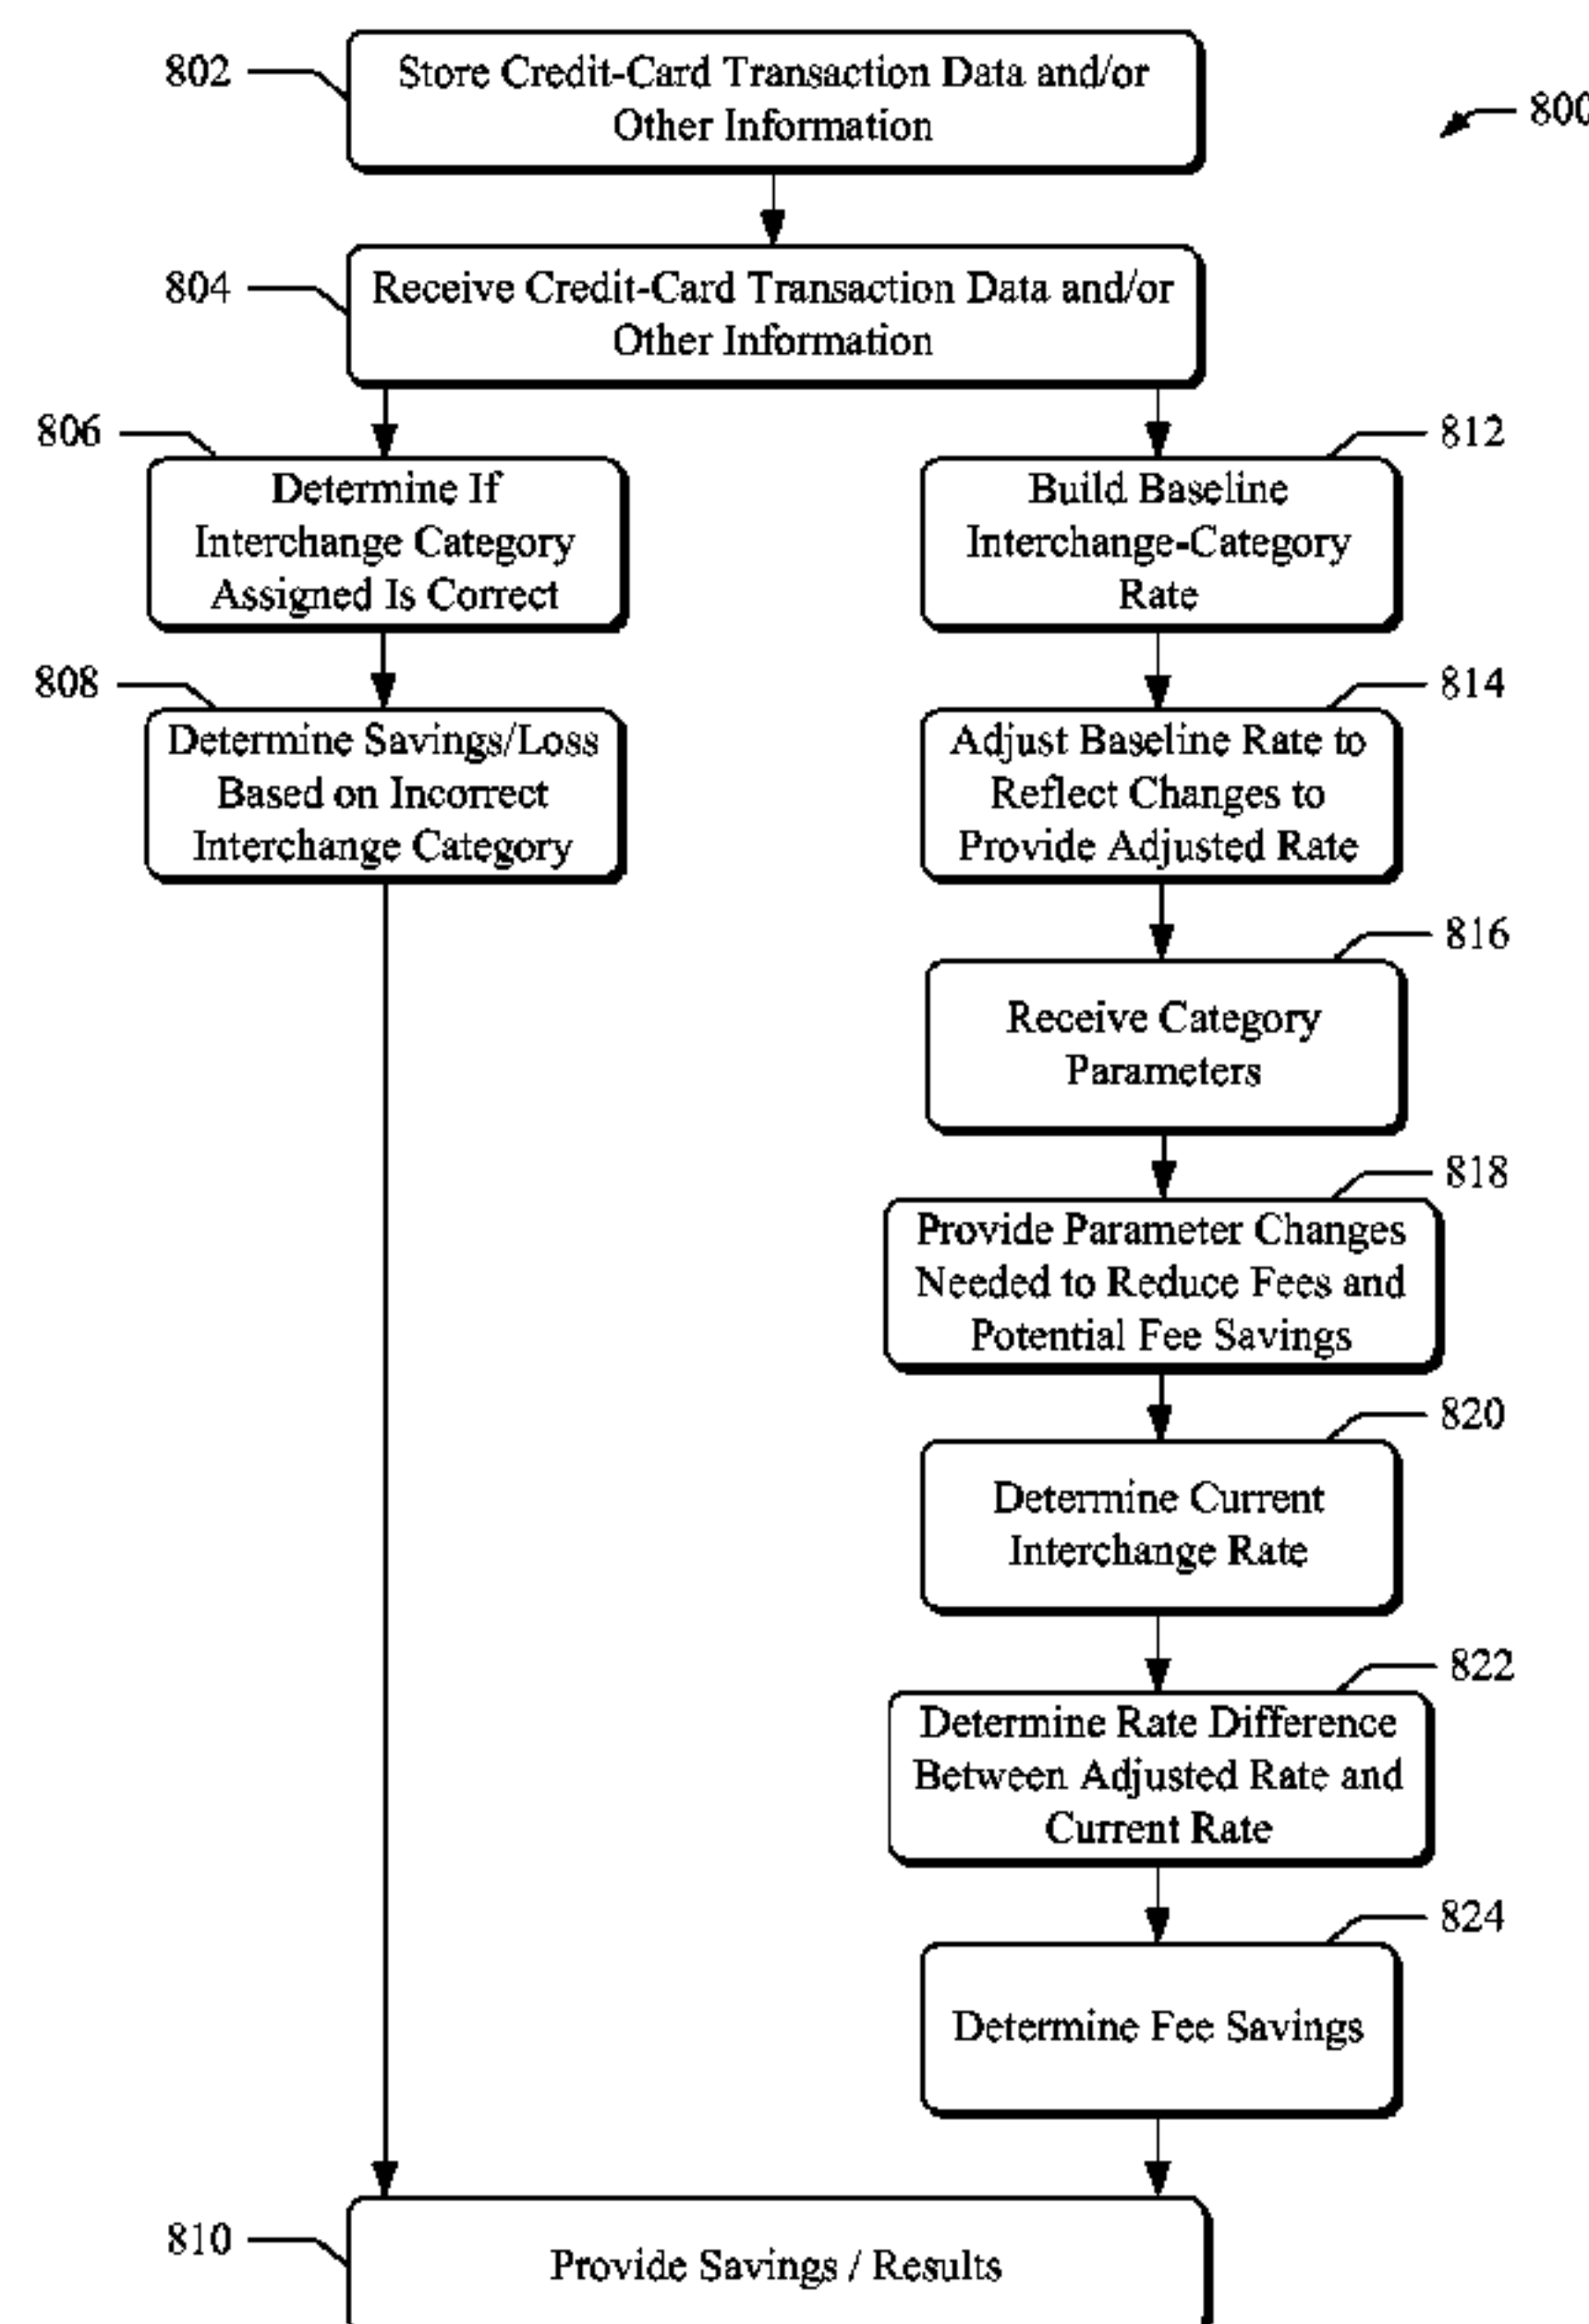 802
Store Credit-Card Transaction Data and/or
Other Information
800
804
Receive Credit-Card Transaction Data and/or
Other Information
806
Determine If
Interchange Category
Assigned Is Correct
812
Build Baseline
Interchange-Category
Rate
808
Determine Savings/Loss
Based on Incorrect
Interchange Category
814
Adjust Baseline Rate to
Reflect Changes to
Provide Adjusted Rate
816
Receive Category
Parameters
818
Provide Parameter Changes
Needed to Reduce Fees and
Potential Fee Savings
820
Determine Current
Interchange Rate
822
Determine Rate Difference
Between Adjusted Rate and
Current Rate
824
Determine Fee Savings
810
Provide Savings / Results